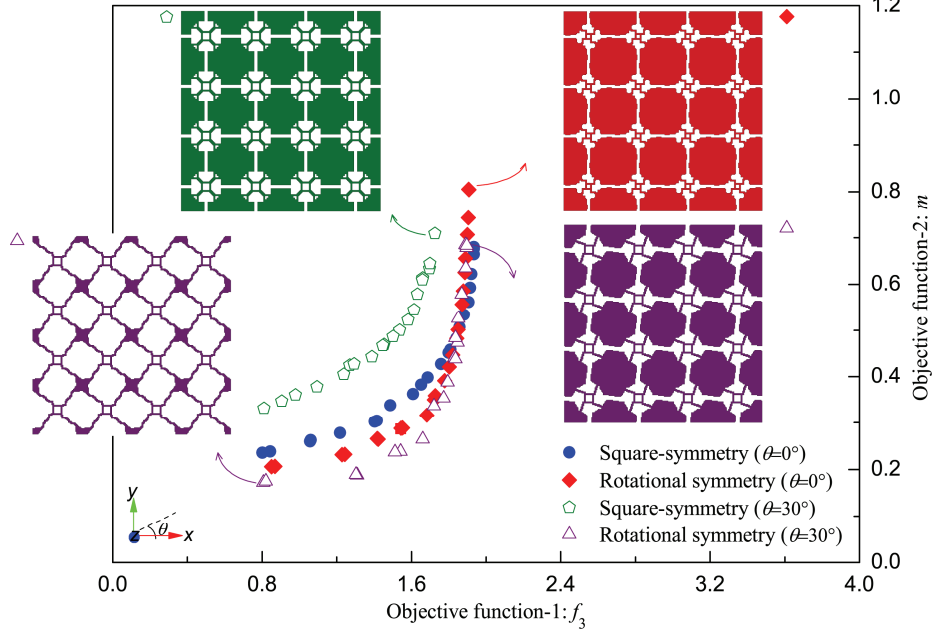 1.2
1.0
0.8
0.6
0.4
0.2
0.0
Objective function-2: m
Square-symmetry (θ=0°)
Rotational symmetry (θ=0°)
Square-symmetry (θ=30°)
Rotational symmetry (θ=30°)
y
θ
z
x
0.0 0.8 1.6 2.4 3.2 4.0
Objective function-1: f₃